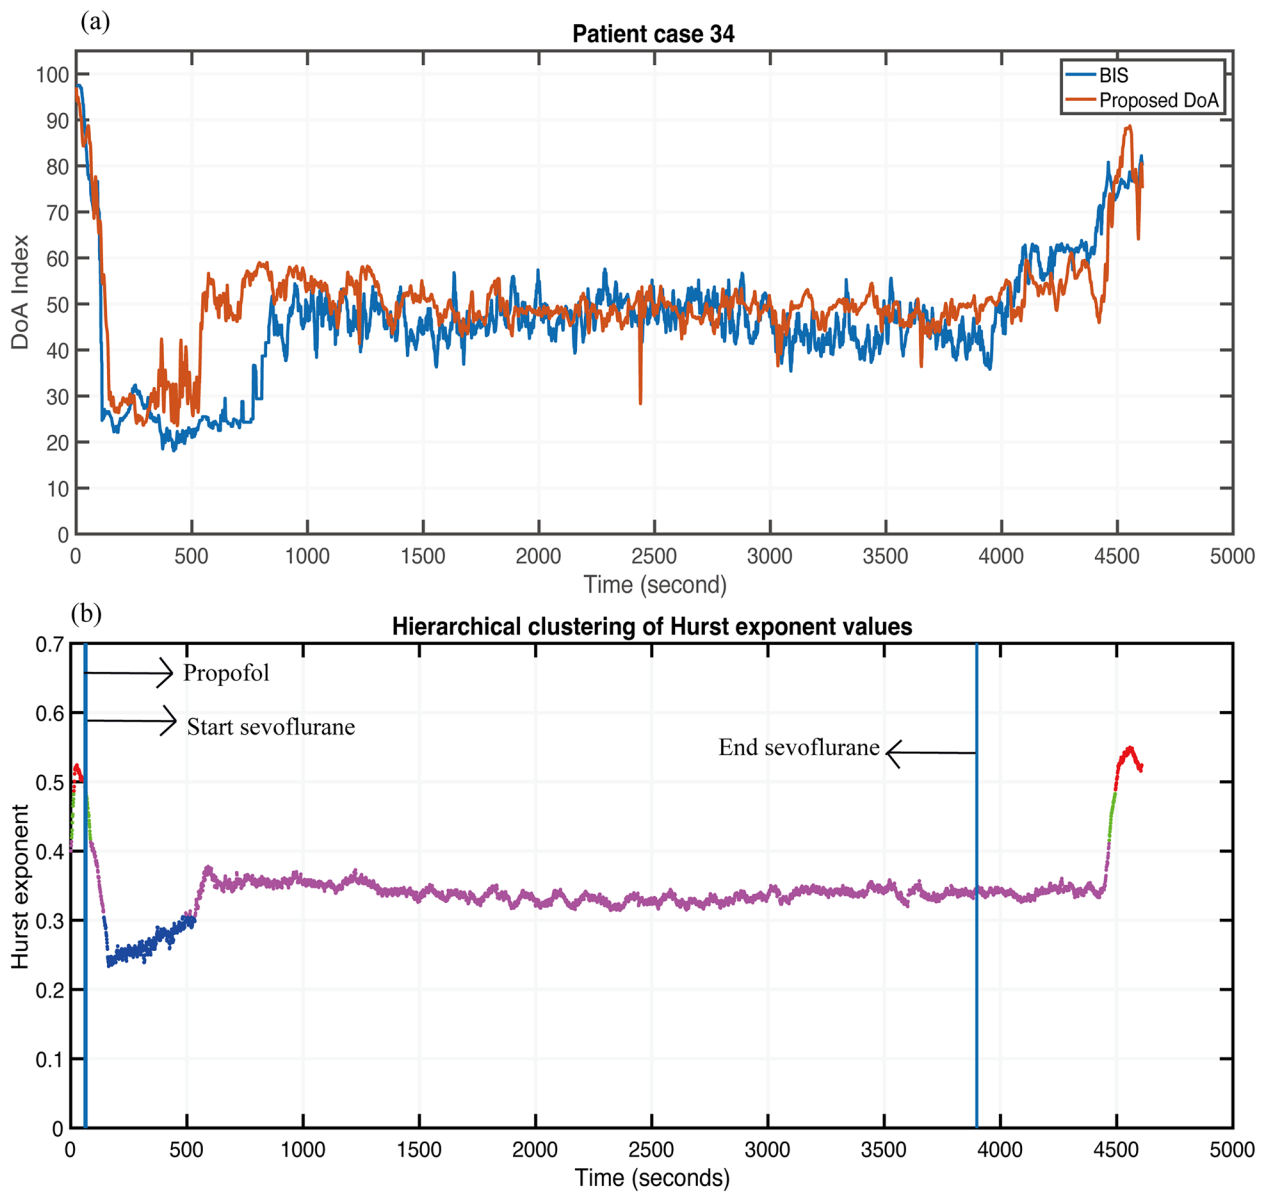 (a)
Patient case 34
BIS
Proposed DoA
DoA Index
100
90
80
70
60
50
40
30
20
10
0
0 500 1000 1500 2000 2500 3000 3500 4000 4500 5000
Time (second)
(b)
Hierarchical clustering of Hurst exponent values
Propofol
Start sevoflurane
End sevoflurane
Hurst exponent
0.7
0.6
0.5
0.4
0.3
0.2
0.1
0
0 500 1000 1500 2000 2500 3000 3500 4000 4500 5000
Time (seconds)